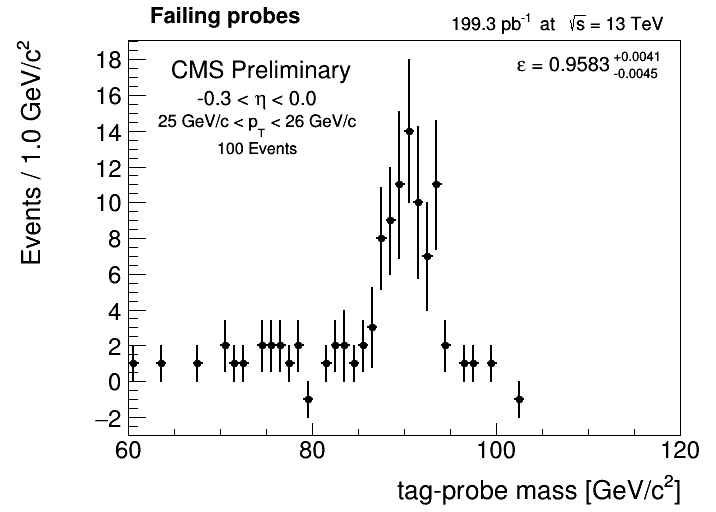 Failing probes
199.3 pb⁻¹ at √s = 13 TeV
CMS Preliminary
-0.3 < η < 0.0
25 GeV/c < p_T < 26 GeV/c
100 Events
ε = 0.9583 +0.0041 -0.0045
Events / 1.0 GeV/c²
18
16
14
12
10
8
6
4
2
0
−2
60 80 100 120
tag-probe mass [GeV/c²]